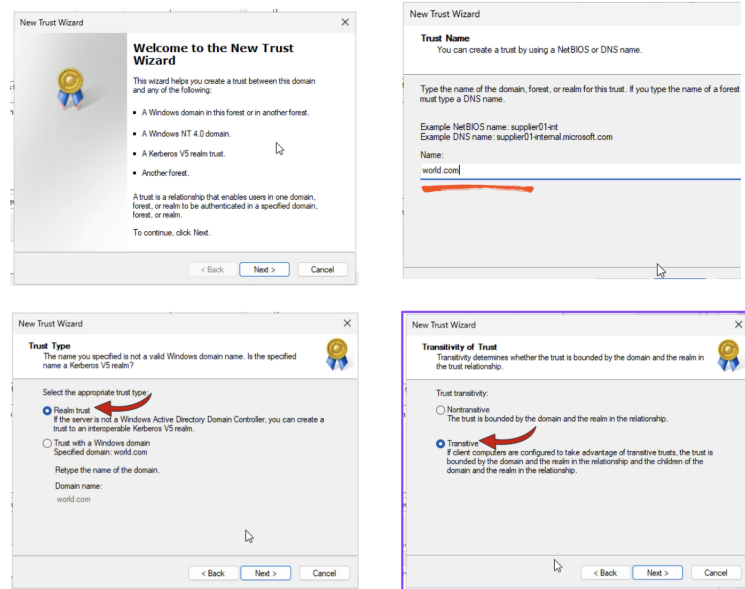 New Trust Wizard
Welcome to the New Trust
Wizard
This wizard helps you create a trust between this domain
and any of the following:
A Windows domain in this forest or in another forest.
A Windows NT 4.0 domain.
A Kerberos V5 realm trust.
Another forest.
A trust is a relationship that enables users in one domain,
forest, or realm to be authenticated in a specified domain,
forest, or realm.
To continue, click Next.
< Back
Next >
Cancel
New Trust Wizard
Trust Name
You can create a trust by using a NetBIOS or DNS name.
Type the name of the domain, forest, or realm for this trust. If you type the name of a forest
must type a DNS name.
Example NetBIOS name: supplier01-int
Example DNS name: supplier01-internal.microsoft.com
Name:
world.com
New Trust Wizard
Trust Type
The name you specified is not a valid Windows domain name. Is the specified
name a Kerberos V5 realm?
Select the appropriate trust type:
Realm trust
If the server is not a Windows Active Directory Domain Controller, you can create a
trust to an interoperable Kerberos V5 realm.
Trust with a Windows domain
Specified domain: world.com
Retype the name of the domain.
Domain name:
world.com
< Back
Next >
Cancel
New Trust Wizard
Transitivity of Trust
Transitivity determines whether the trust is bounded by the domain and the realm in
the trust relationship.
Trust transitivity:
Nontransitive
The trust is bounded by the domain and the realm in the relationship.
Transitive
If client computers are configured to take advantage of transitive trusts, the trust is
bounded by the domain and the realm in the relationship and the children of the
domain and the realm in the relationship.
< Back
Next >
Cancel